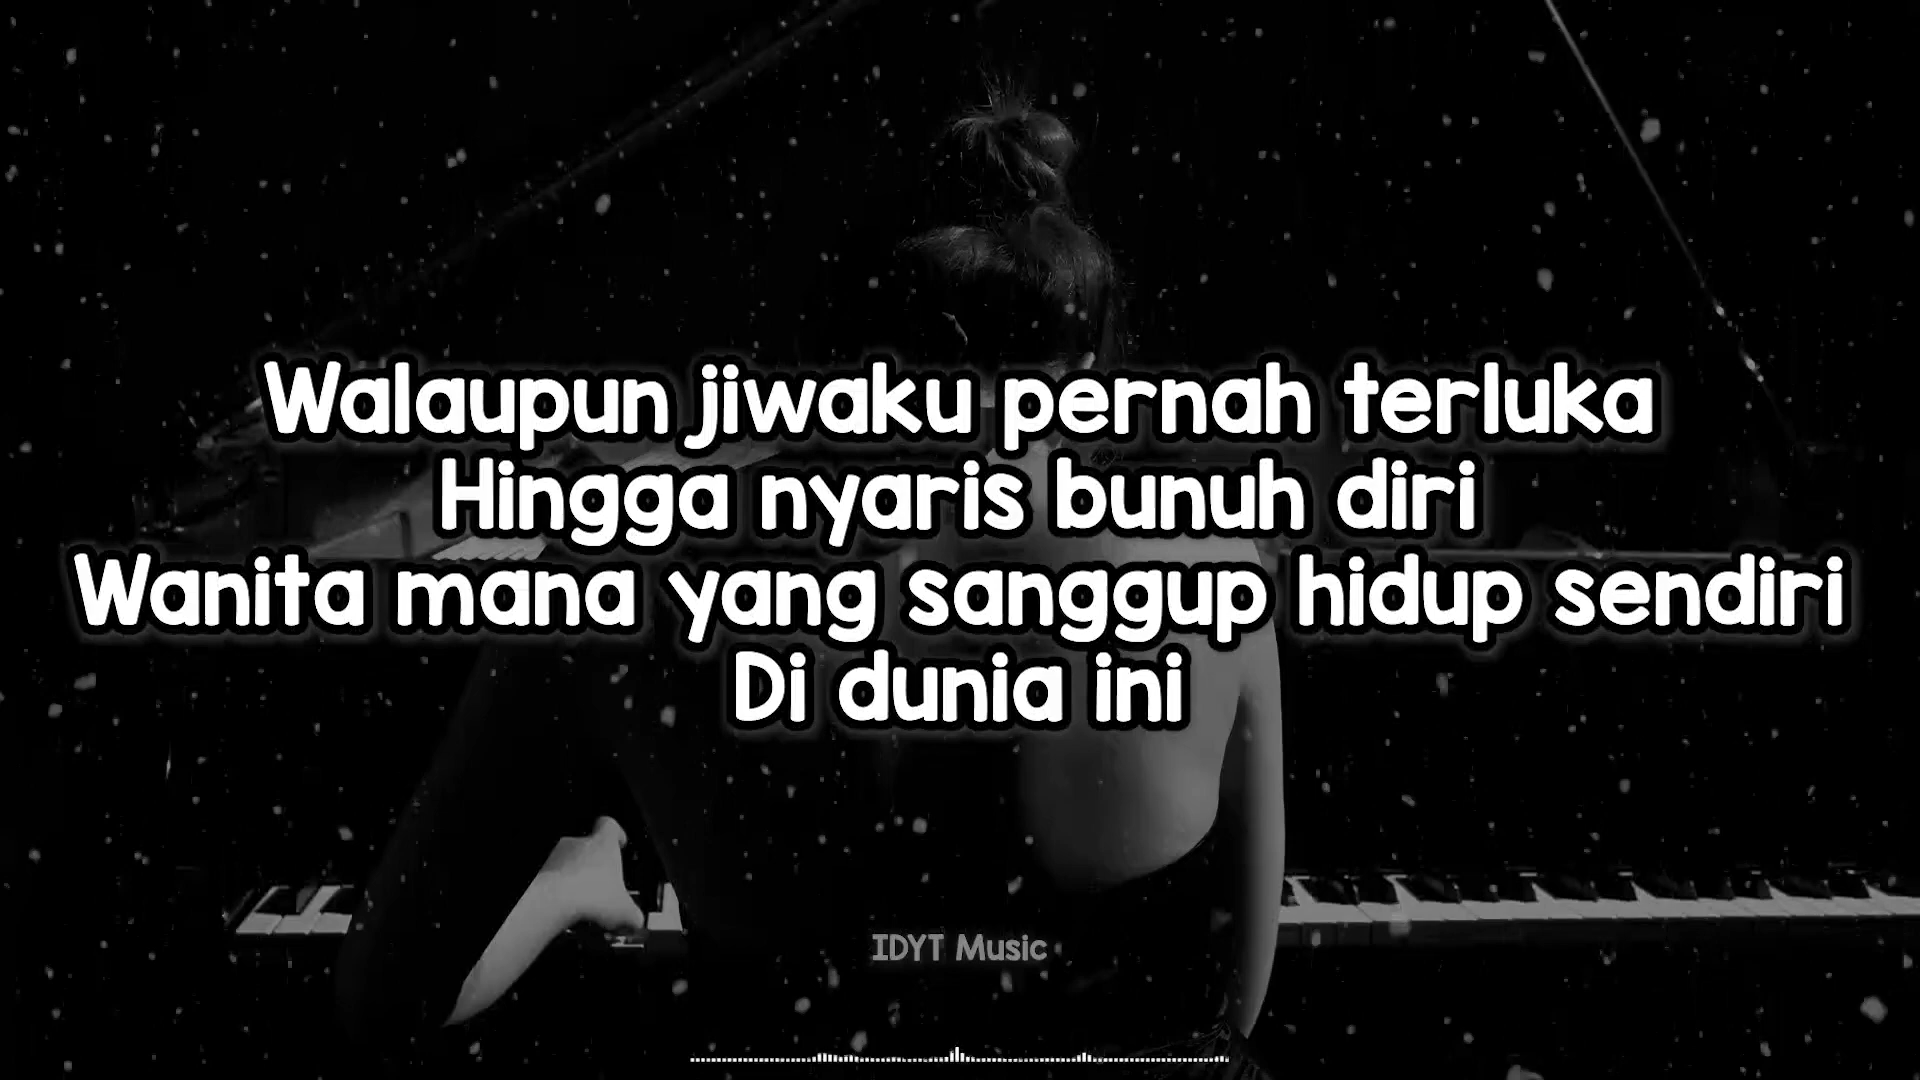 Walaupun jiwaku pernah terluka
Hingga nyaris bunuh diri
Wanita mana yang sanggup hidup sendiri
Di dunia ini
IDYT Music